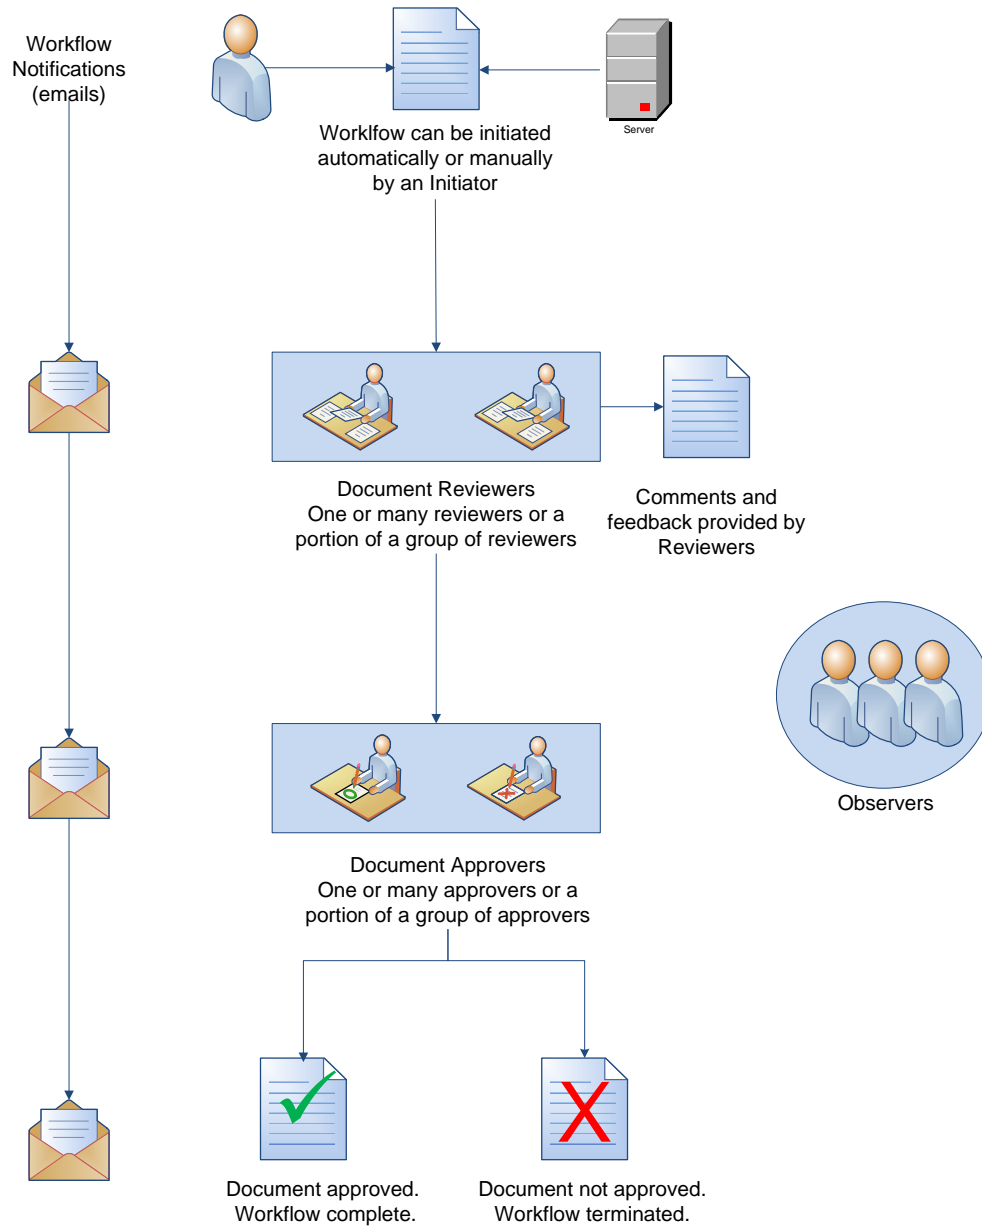 Workflow
Notifications
(emails)
Server
Worklfow can be initiated
automatically or manually
by an Initiator
Document Reviewers
One or many reviewers or a
portion of a group of reviewers
Comments and
feedback provided by
Reviewers
Observers
Document Approvers
One or many approvers or a
portion of a group of approvers
Document approved.
Workflow complete.
Document not approved.
Workflow terminated.